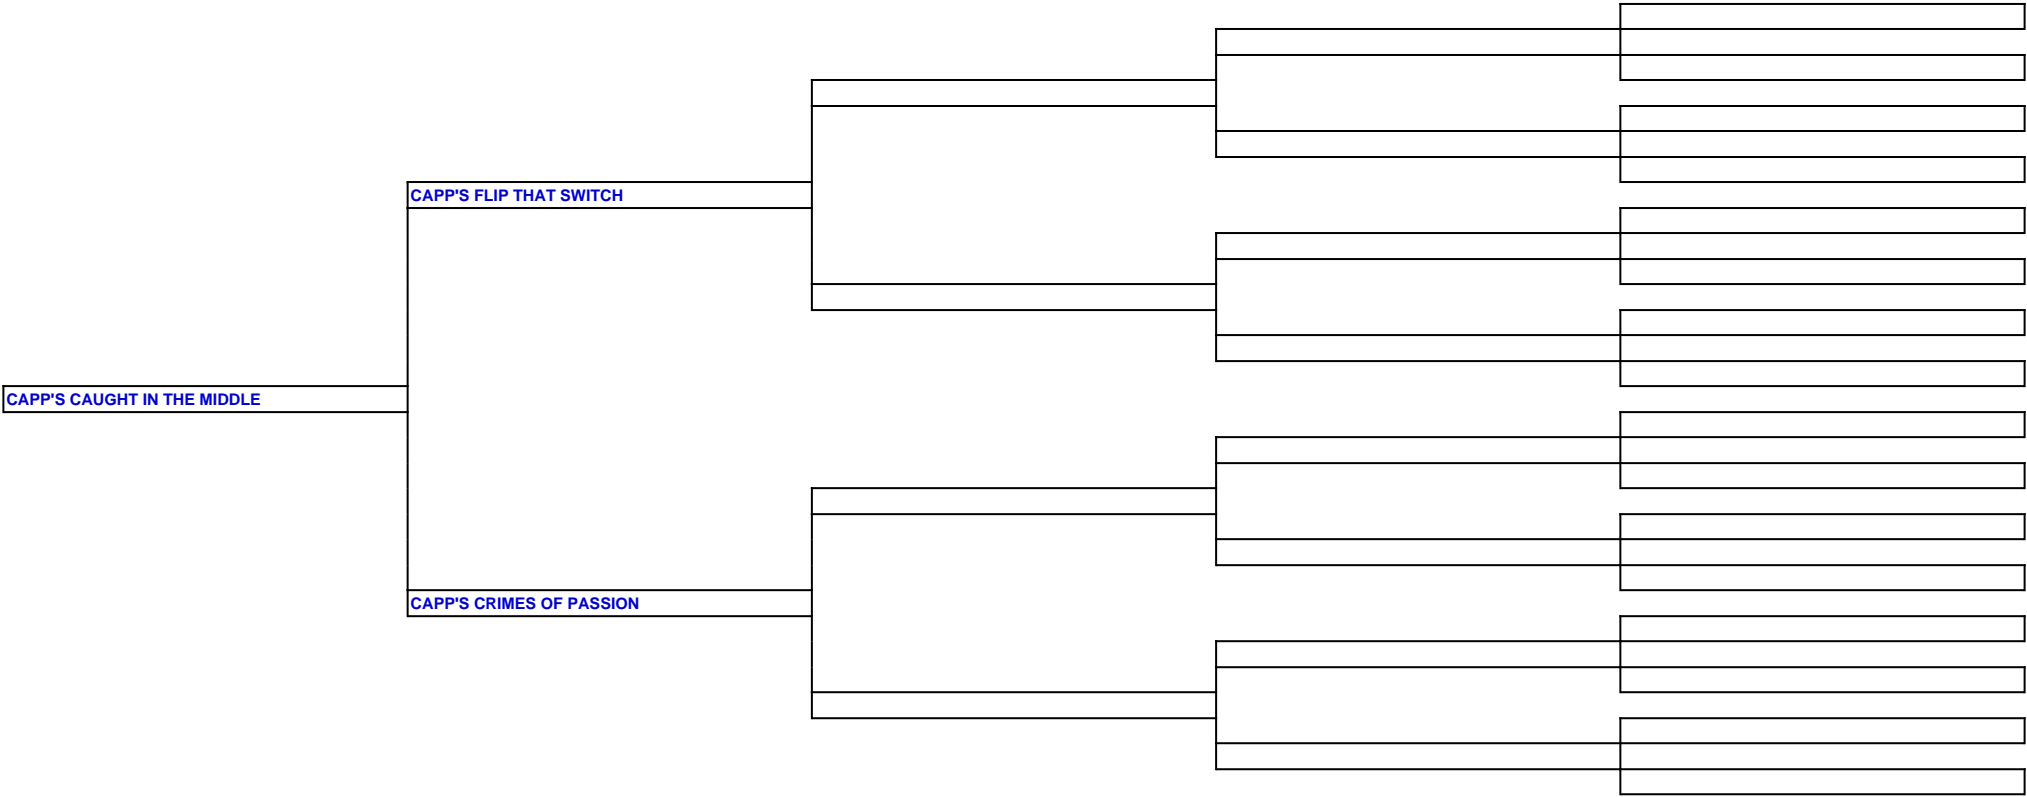 CAPP'S FLIP THAT SWITCH
CAPP'S CAUGHT IN THE MIDDLE
CAPP'S CRIMES OF PASSION